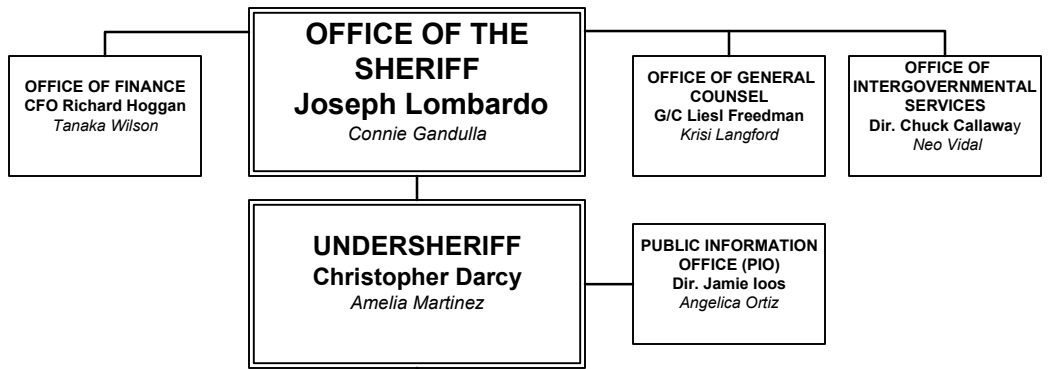 OFFICE OF FINANCE
CFO Richard Hoggan
Tanaka Wilson
OFFICE OF THE
SHERIFF
Joseph Lombardo
Connie Gandulla
OFFICE OF GENERAL
COUNSEL
G/C Liesl Freedman
Krisi Langford
OFFICE OF
INTERGOVERNMENTAL
SERVICES
Dir. Chuck Callaway
Neo Vidal
UNDERSHERIFF
Christopher Darcy
Amelia Martinez
PUBLIC INFORMATION
OFFICE (PIO)
Dir. Jamie Ioos
Angelica Ortiz